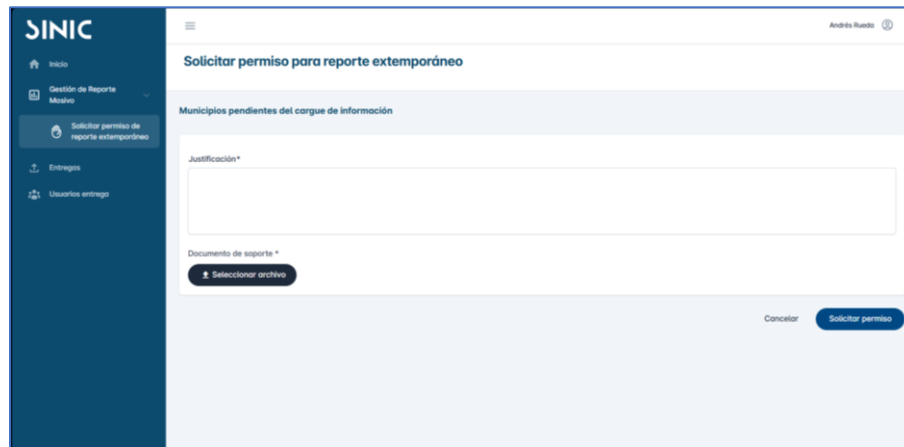 SINIC
Andrés Rueda
Inicio
Gestión de Reporte
Masivo
Solicitar permiso de
reporte extemporáneo
Entregas
Usuarios entrega
Solicitar permiso para reporte extemporáneo
Municipios pendientes del cargue de información
Justificación*
Documento de soporte *
Seleccionar archivo
Cancelar
Solicitar permiso